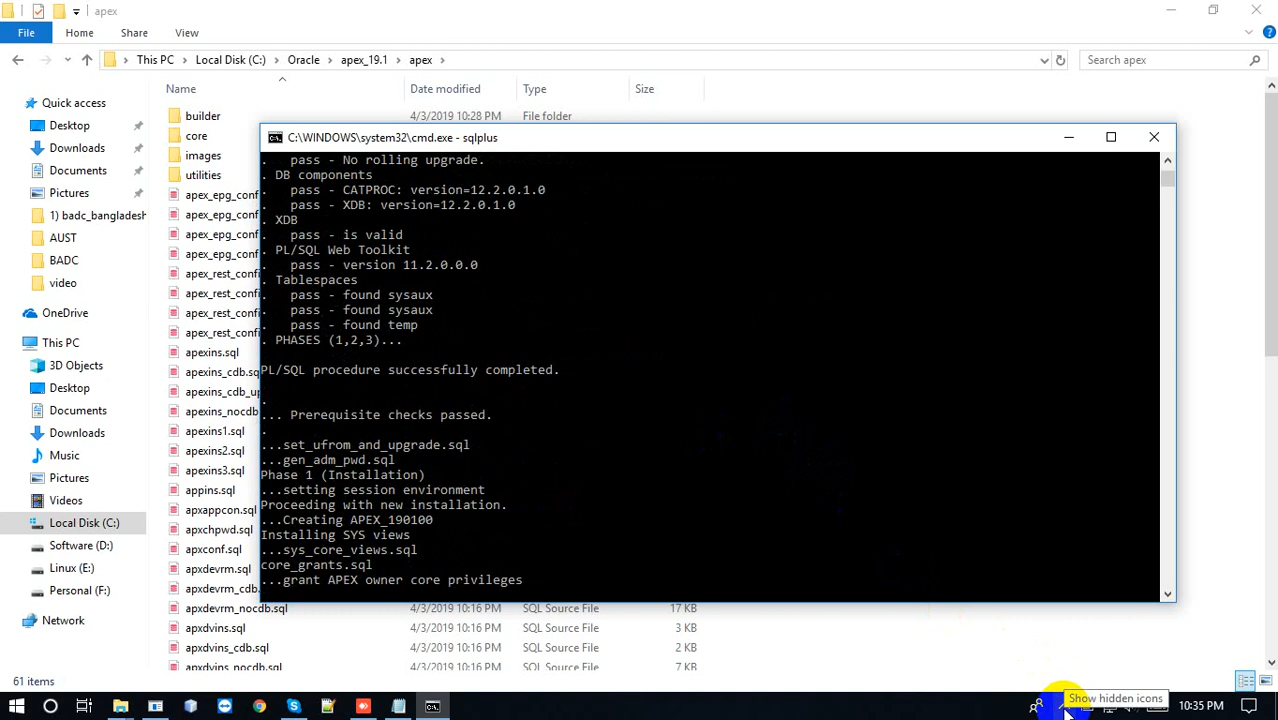 apex
File Home Share View
This PC Local Disk (C:) Oracle apex_19.1 apex
Search apex
Name Date modified Type Size
Quick access
Desktop
Downloads
Documents
Pictures
1) badc_bangladesh
AUST
BADC
video
OneDrive
This PC
3D Objects
Desktop
Documents
Downloads
Music
Pictures
Videos
Local Disk (C:)
Software (D:)
Linux (E:)
Personal (F:)
Network
builder 4/3/2019 10:28 PM File folder
core
images
utilities
apex_epg_conf
apex_epg_conf
apex_epg_conf
apex_epg_conf
apex_rest_conf
apex_rest_conf
apex_rest_conf
apex_rest_conf
apexins.sql
apexins_cdb.sq
apexins_cdb_up
apexins_nocdb
apexins1.sql
apexins2.sql
apexins3.sql
appins.sql
apxappcon.sql
apxchpwd.sql
apxconf.sql
apxdevrm.sql
apxdevrm_cdb.
apxdevrm_nocdb.sql 4/3/2019 10:16 PM SQL Source File 17 KB
apxdvins.sql 4/3/2019 10:16 PM SQL Source File 3 KB
apxdvins_cdb.sql 4/3/2019 10:16 PM SQL Source File 2 KB
apxdvins_nocdb.sql 4/3/2019 10:16 PM SQL Source File 7 KB
C:\WINDOWS\system32\cmd.exe - sqlplus
. pass - No rolling upgrade.
. DB components
. pass - CATPROC: version=12.2.0.1.0
. pass - XDB: version=12.2.0.1.0
. XDB
. pass - is valid
. PL/SQL Web Toolkit
. pass - version 11.2.0.0.0
. Tablespaces
. pass - found sysaux
. pass - found sysaux
. pass - found temp
. PHASES (1,2,3)...
PL/SQL procedure successfully completed.
.
... Prerequisite checks passed.
.
...set_ufrom_and_upgrade.sql
...gen_adm_pwd.sql
Phase 1 (Installation)
...setting session environment
Proceeding with new installation.
...Creating APEX_190100
Installing SYS views
...sys_core_views.sql
core_grants.sql
...grant APEX owner core privileges
61 items
Show hidden icons
10:35 PM